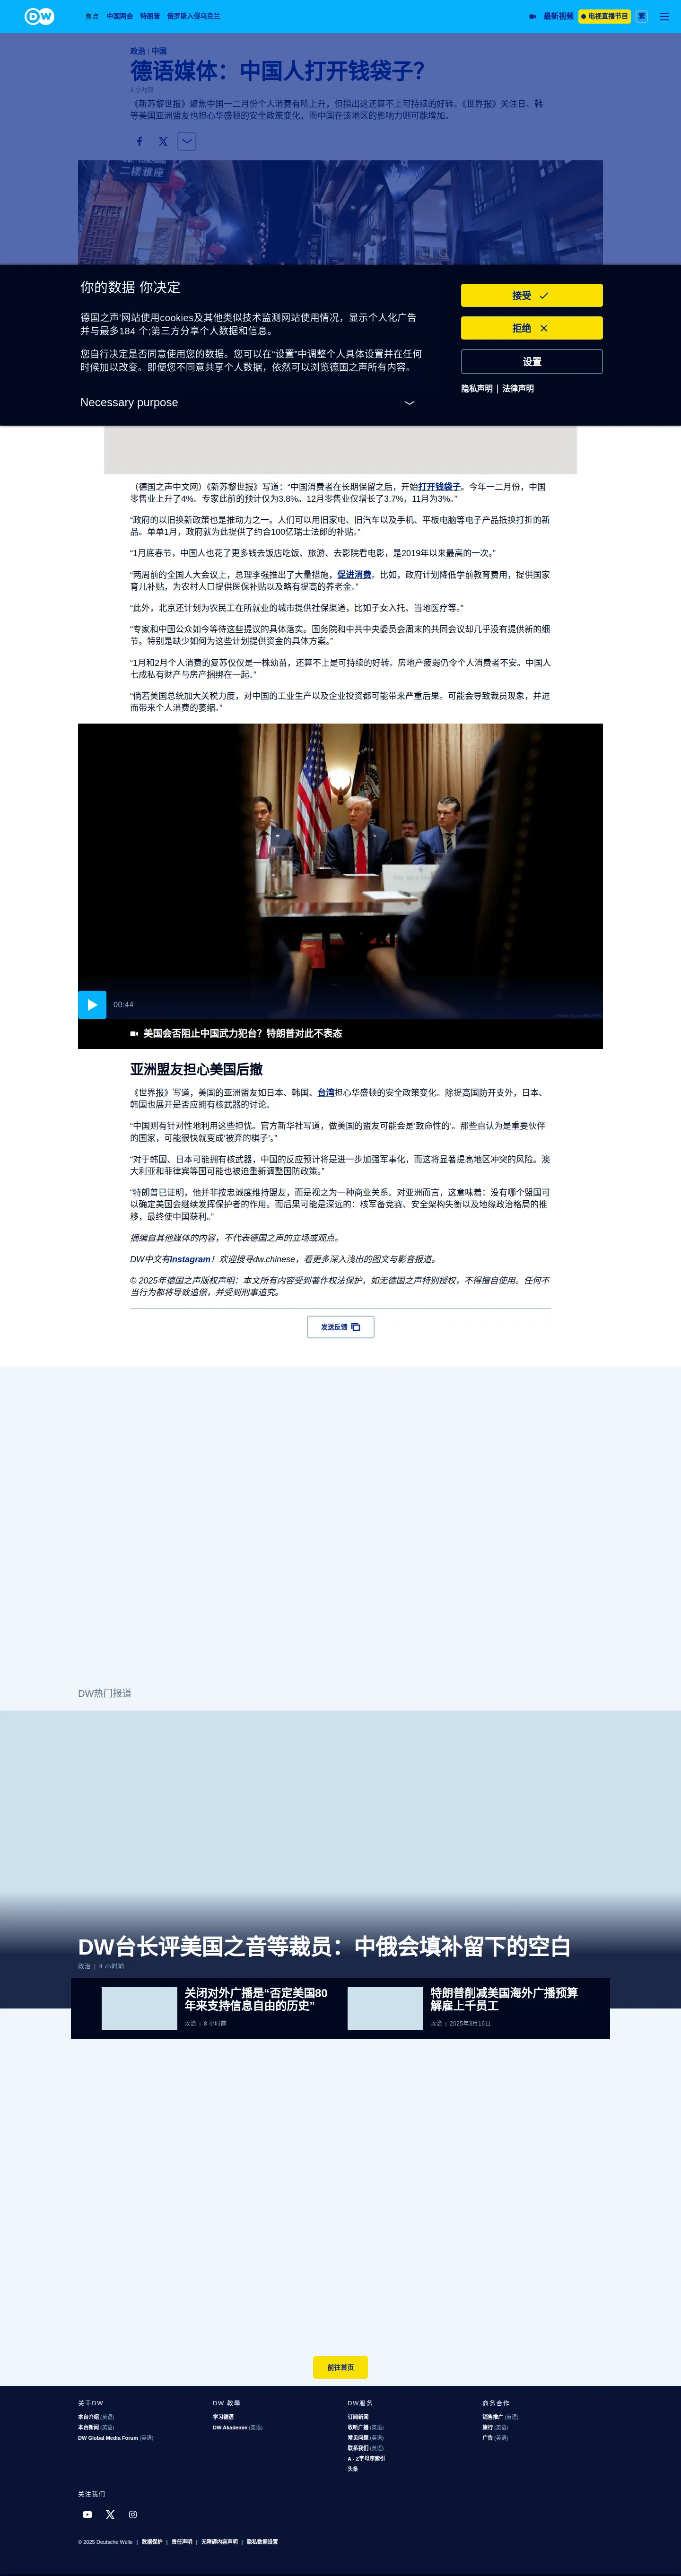 DW
焦点 中国两会 特朗普 俄罗斯入侵乌克兰
最新视频 电视直播节目 繁
政治 | 中国
德语媒体：中国人打开钱袋子？
3 小时前
《新苏黎世报》聚焦中国一二月份个人消费有所上升，但指出这还算不上可持续的好转。《世界报》关注日、韩
等美国亚洲盟友也担心华盛顿的安全政策变化，而中国在该地区的影响力则可能增加。
二楼雅座
你的数据 你决定
德国之声'网站使用cookies及其他类似技术监测网站使用情况，显示个人化广告
并与最多184 个;第三方分享个人数据和信息。
您自行决定是否同意使用您的数据。您可以在“设置”中调整个人具体设置并在任何
时候加以改变。即便您不同意共享个人数据，依然可以浏览德国之声所有内容。
Necessary purpose
接受
拒绝
设置
隐私声明 | 法律声明
（德国之声中文网）《新苏黎世报》写道：“中国消费者在长期保留之后，开始打开钱袋子。今年一二月份，中国
零售业上升了4%。专家此前的预计仅为3.8%。12月零售业仅增长了3.7%，11月为3%。”
“政府的以旧换新政策也是推动力之一。人们可以用旧家电、旧汽车以及手机、平板电脑等电子产品抵换打折的新
品。单单1月，政府就为此提供了约合100亿瑞士法郎的补贴。”
“1月底春节，中国人也花了更多钱去饭店吃饭、旅游、去影院看电影，是2019年以来最高的一次。”
“两周前的全国人大会议上，总理李强推出了大量措施，促进消费。比如，政府计划降低学前教育费用，提供国家
育儿补贴，为农村人口提供医保补贴以及略有提高的养老金。”
“此外，北京还计划为农民工在所就业的城市提供社保渠道，比如子女入托、当地医疗等。”
“专家和中国公众如今等待这些提议的具体落实。国务院和中共中央委员会周末的共同会议却几乎没有提供新的细
节。特别是缺少如何为这些计划提供资金的具体方案。”
“1月和2月个人消费的复苏仅仅是一株幼苗，还算不上是可持续的好转。房地产疲弱仍令个人消费者不安。中国人
七成私有财产与房产捆绑在一起。”
“倘若美国总统加大关税力度，对中国的工业生产以及企业投资都可能带来严重后果。可能会导致裁员现象，并进
而带来个人消费的萎缩。”
00:44
美国会否阻止中国武力犯台？特朗普对此不表态
亚洲盟友担心美国后撤
《世界报》写道，美国的亚洲盟友如日本、韩国、台湾担心华盛顿的安全政策变化。除提高国防开支外，日本、
韩国也展开是否应拥有核武器的讨论。
“中国则有针对性地利用这些担忧。官方新华社写道，做美国的盟友可能会是‘致命性的’。那些自认为是重要伙伴
的国家，可能很快就变成‘被弃的棋子’。”
“对于韩国、日本可能拥有核武器，中国的反应预计将是进一步加强军事化，而这将显著提高地区冲突的风险。澳
大利亚和菲律宾等国可能也被迫重新调整国防政策。”
“特朗普已证明，他并非按忠诚度维持盟友，而是视之为一种商业关系。对亚洲而言，这意味着：没有哪个盟国可
以确定美国会继续发挥保护者的作用。而后果可能是深远的：核军备竞赛、安全架构失衡以及地缘政治格局的推
移，最终使中国获利。”
摘编自其他媒体的内容，不代表德国之声的立场或观点。
DW中文有Instagram！欢迎搜寻dw.chinese，看更多深入浅出的图文与影音报道。
© 2025年德国之声版权声明：本文所有内容受到著作权法保护，如无德国之声特别授权，不得擅自使用。任何不
当行为都将导致追偿，并受到刑事追究。
发送反馈
DW热门报道
DW台长评美国之音等裁员：中俄会填补留下的空白
政治 | 4 小时前
关闭对外广播是“否定美国80
年来支持信息自由的历史”
政治 | 8 小时前
特朗普削减美国海外广播预算
解雇上千员工
政治 | 2025年3月16日
前往首页
关于DW
本台介绍 (英语)
本台新闻 (英语)
DW Global Media Forum (英语)
DW 教學
学习德语
DW Akademie (英语)
DW服务
订阅新闻
收听广播 (英语)
常见问题 (英语)
联系我们 (英语)
A - Z字母序索引
头条
商务合作
销售推广 (英语)
旅行 (英语)
广告 (英语)
关注我们
© 2025 Deutsche Welle | 数据保护 | 责任声明 | 无障碍内容声明 | 隐私数据设置